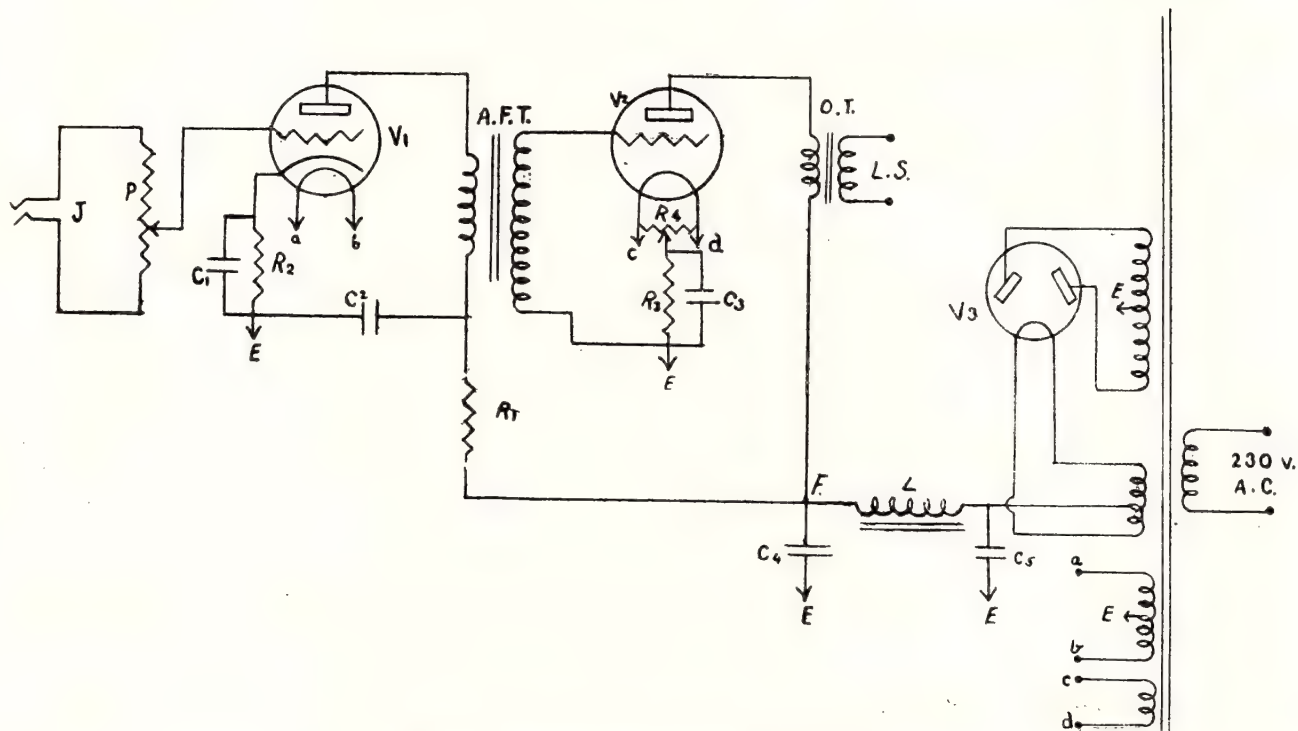 J
P
C1
R2
E
a
b
V1
C2
A.F.T.
RT
V2
R4
c
d
R3
C3
E
O.T.
L.S.
F.
L
C4
E
C5
E
V3
E
230 V.
A.C.
a
E
b
c
d